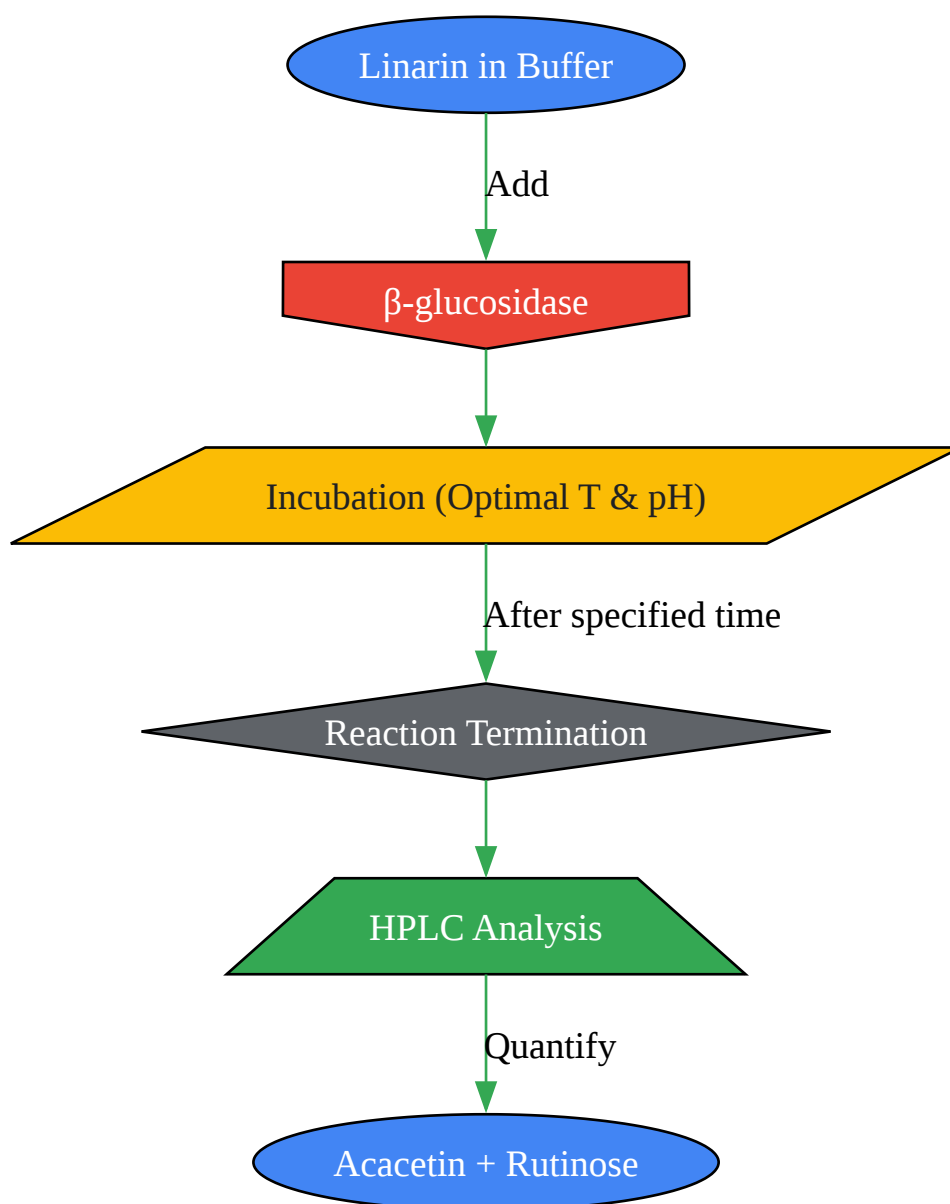 Linarin in Buffer
Add
β-glucosidase
Incubation (Optimal T & pH)
After specified time
Reaction Termination
HPLC Analysis
Quantify
Acacetin + Rutinose